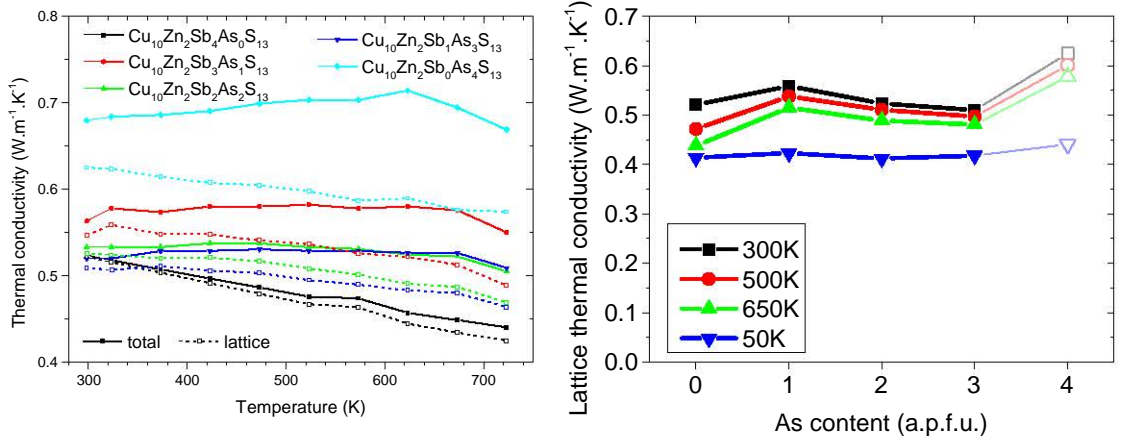 Thermal conductivity (W.m⁻¹.K⁻¹)
0.8
0.7
0.6
0.5
0.4
Cu₁₀Zn₂Sb₄As₀S₁₃
Cu₁₀Zn₂Sb₃As₁S₁₃
Cu₁₀Zn₂Sb₂As₂S₁₃
Cu₁₀Zn₂Sb₁As₃S₁₃
Cu₁₀Zn₂Sb₀As₄S₁₃
total
lattice
300 400 500 600 700
Temperature (K)
Lattice thermal conductivity (W.m⁻¹.K⁻¹)
0.7
0.6
0.5
0.4
0.3
0.2
0.1
0.0
300K
500K
650K
50K
0 1 2 3 4
As content (a.p.f.u.)